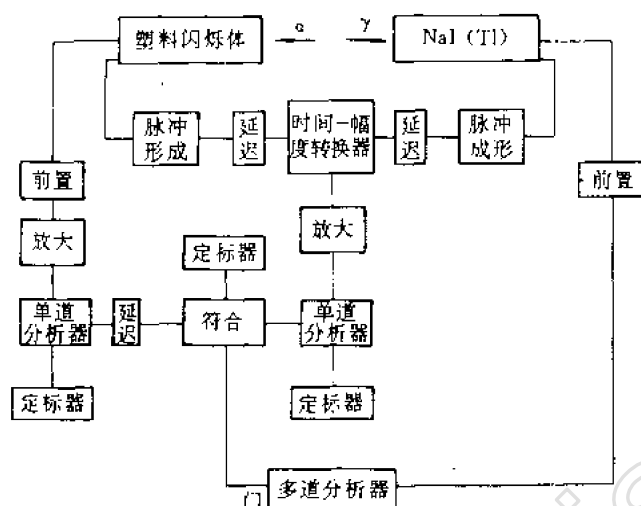 塑料闪烁体
α
γ
NaI (Tl)
脉冲
形成
延
迟
时间-幅
度转换器
延
迟
脉冲
成形
前置
前置
放大
放大
定标器
单道
分析器
延
迟
符合
单道
分析器
定标器
定标器
门
多道分析器